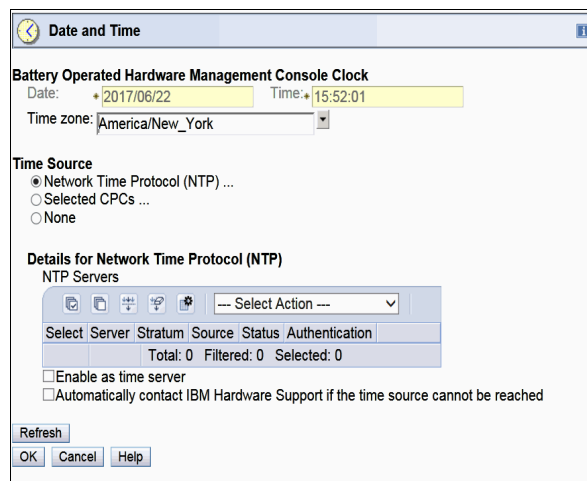 Date and Time
Battery Operated Hardware Management Console Clock
Date: 2017/06/22 Time: 15:52:01
Time zone: America/New_York
Time Source
Network Time Protocol (NTP) ...
Selected CPCs ...
None
Details for Network Time Protocol (NTP)
NTP Servers
--- Select Action ---
Select Server Stratum Source Status Authentication
Total: 0 Filtered: 0 Selected: 0
Enable as time server
Automatically contact IBM Hardware Support if the time source cannot be reached
Refresh
OK Cancel Help